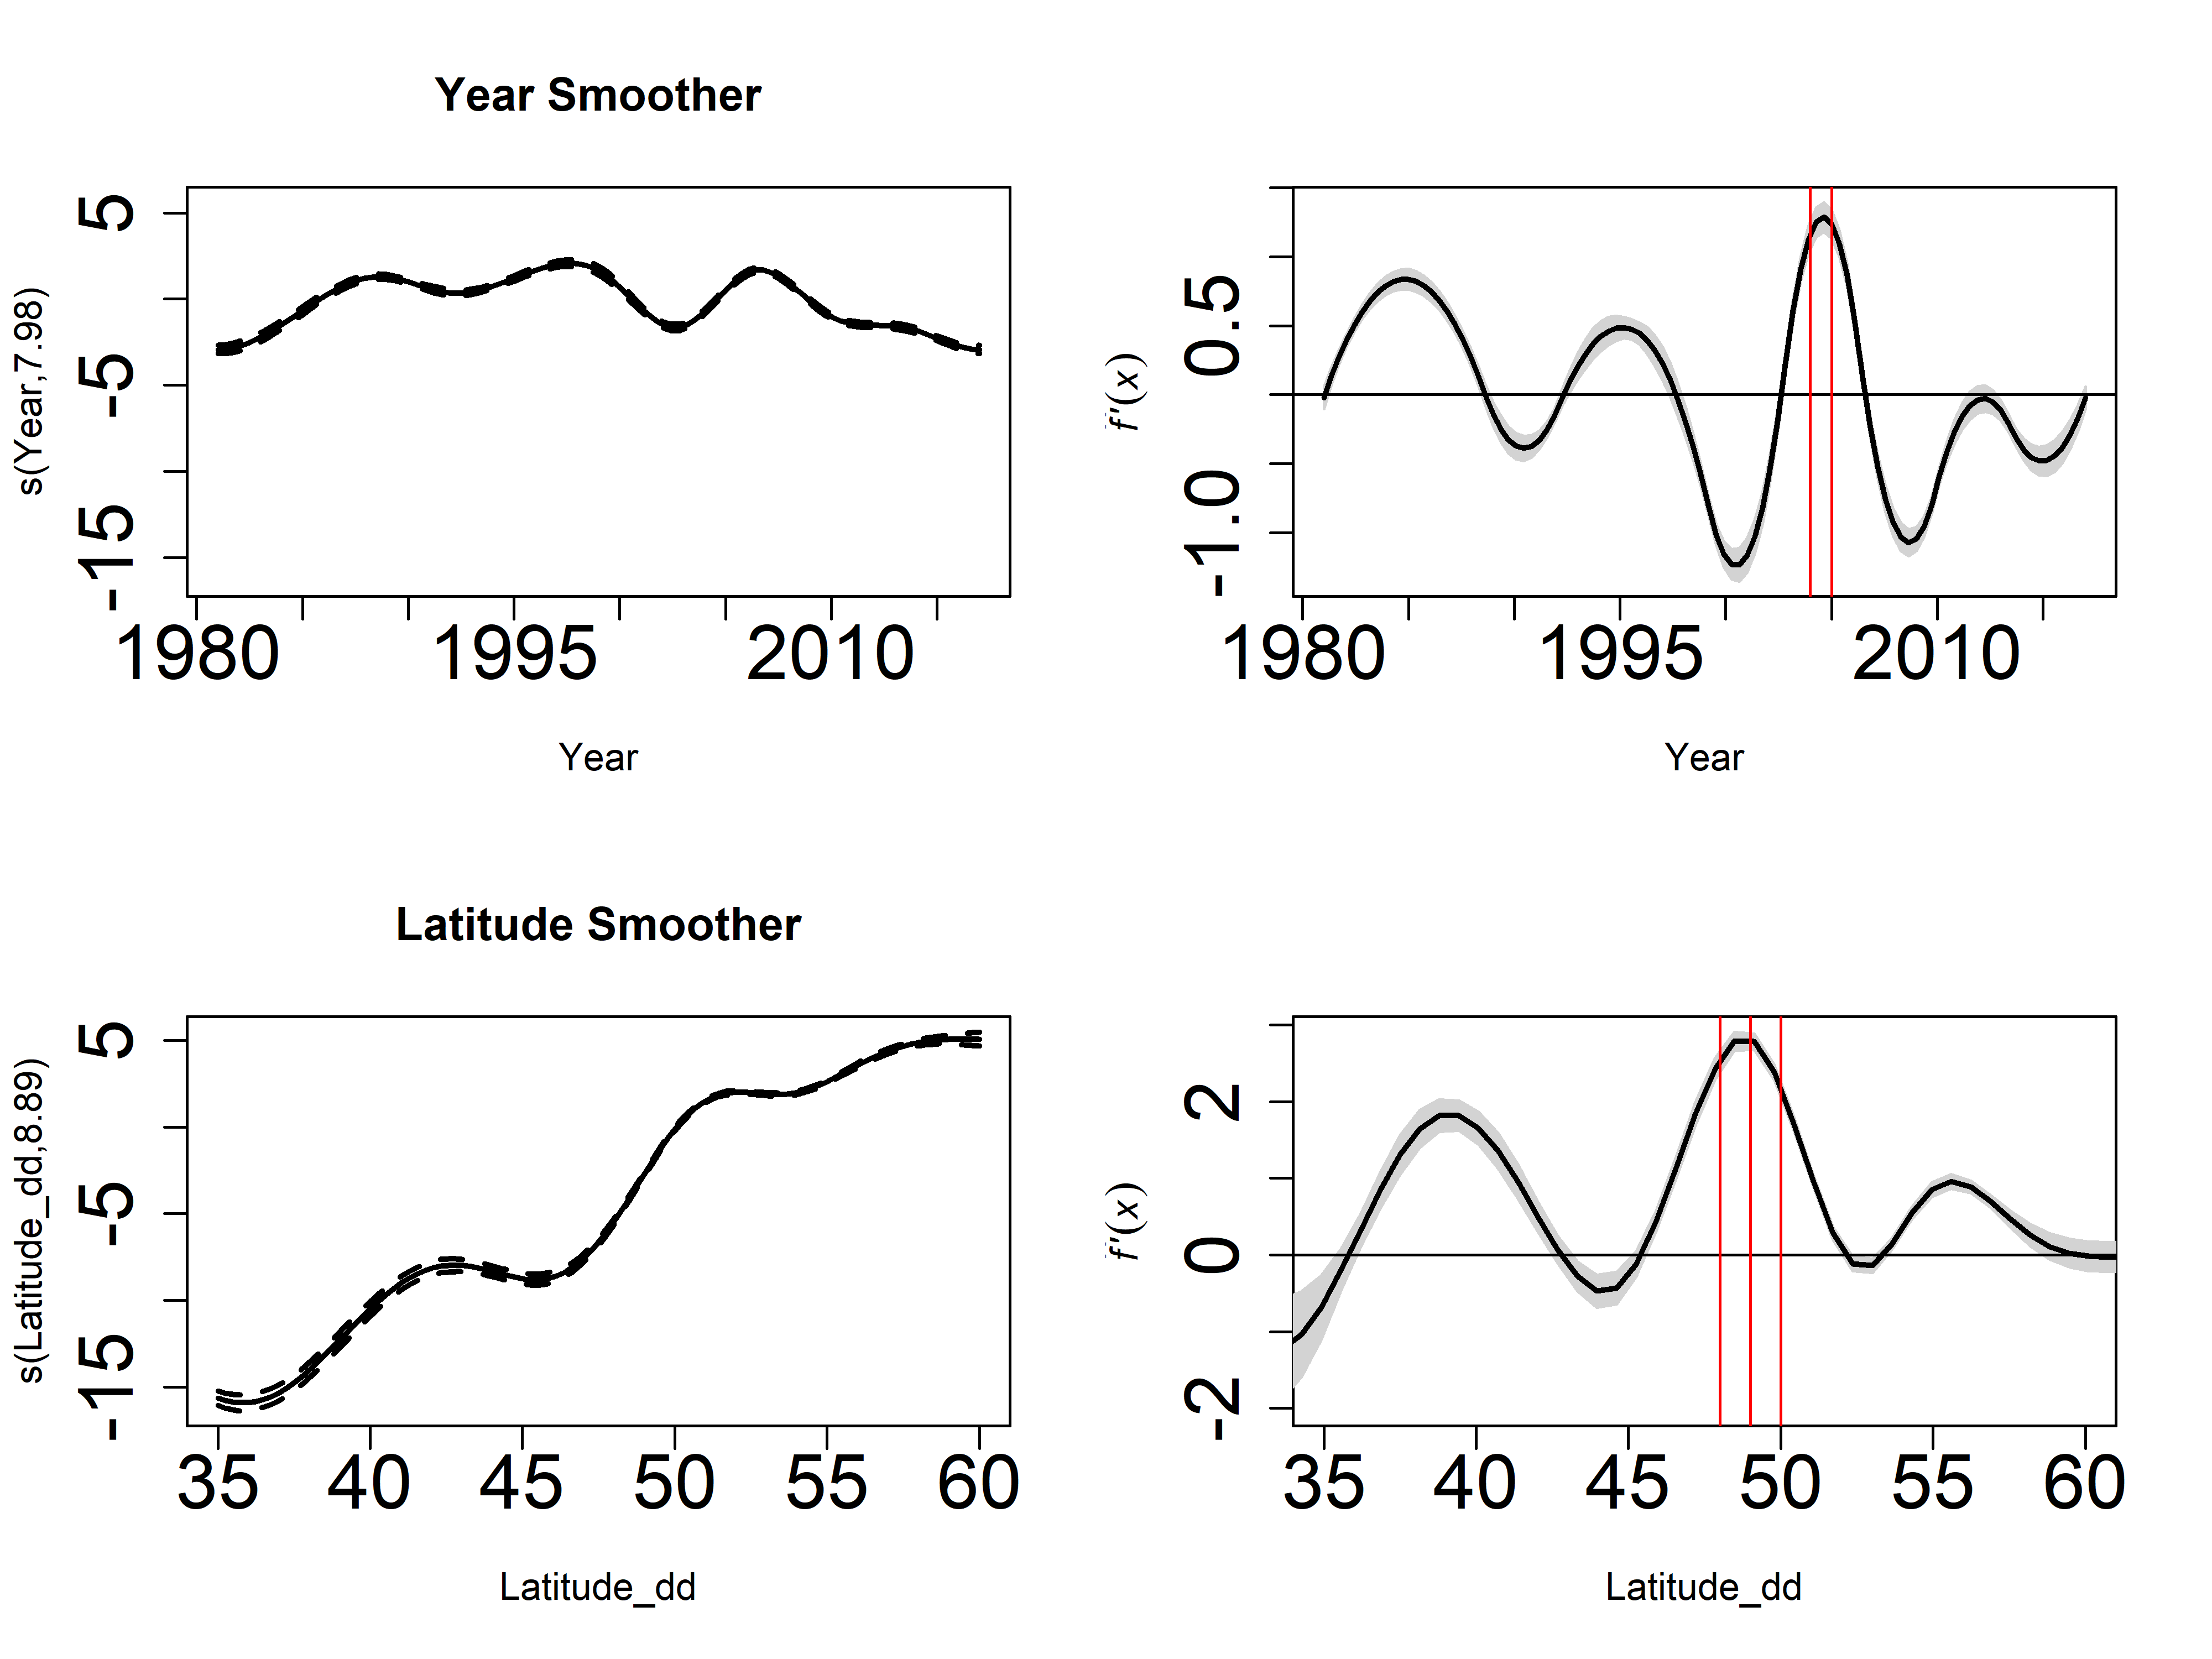 Year Smoother
s(Year,7.98)
5
-5
-15
1980 1995 2010
Year
f'(x)
0.5
-1.0
1980 1995 2010
Year
Latitude Smoother
s(Latitude_dd,8.89)
5
-5
-15
35 40 45 50 55 60
Latitude_dd
f'(x)
2
0
-2
35 40 45 50 55 60
Latitude_dd